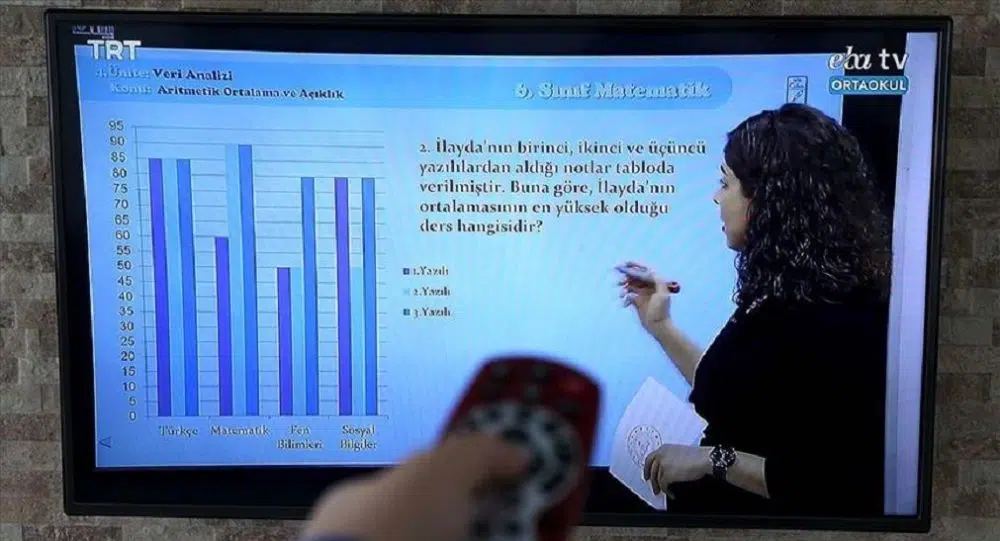 TRT
eba tv
ORTAOKUL
4. Ünite: Veri Analizi
Konu: Aritmetik Ortalama ve Açıklık
6. Sınıf Matematik
95
90
85
80
75
70
65
60
55
50
45
40
35
30
25
20
15
10
5
0
Türkçe
Matematik
Fen
Bilimleri
Sosyal
Bilgiler
2. İlayda'nın birinci, ikinci ve üçüncü
yazılılardan aldığı notlar tabloda
verilmiştir. Buna göre, İlayda'nın
ortalamasının en yüksek olduğu
ders hangisidir?
1.Yazılı
2.Yazılı
3.Yazılı